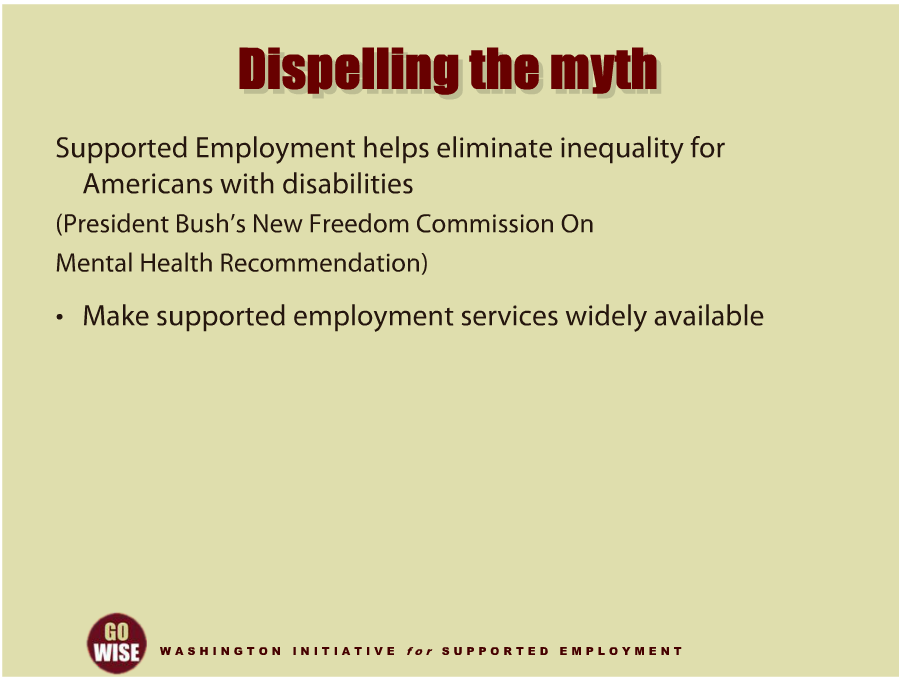 Dispelling the myth
Supported Employment helps eliminate inequality for
Americans with disabilities
(President Bush’s New Freedom Commission On
Mental Health Recommendation)
• Make supported employment services widely available
GO
WISE
WASHINGTON INITIATIVE for SUPPORTED EMPLOYMENT